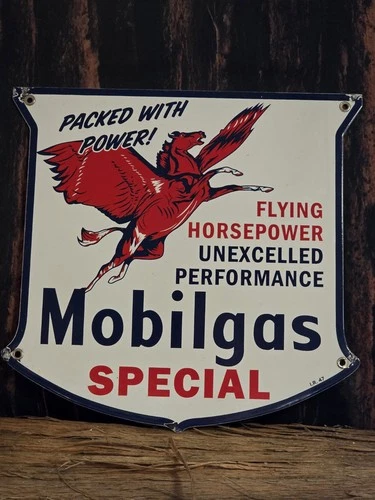 PACKED WITH
POWER!
FLYING
HORSEPOWER
UNEXCELLED
PERFORMANCE
Mobilgas
SPECIAL